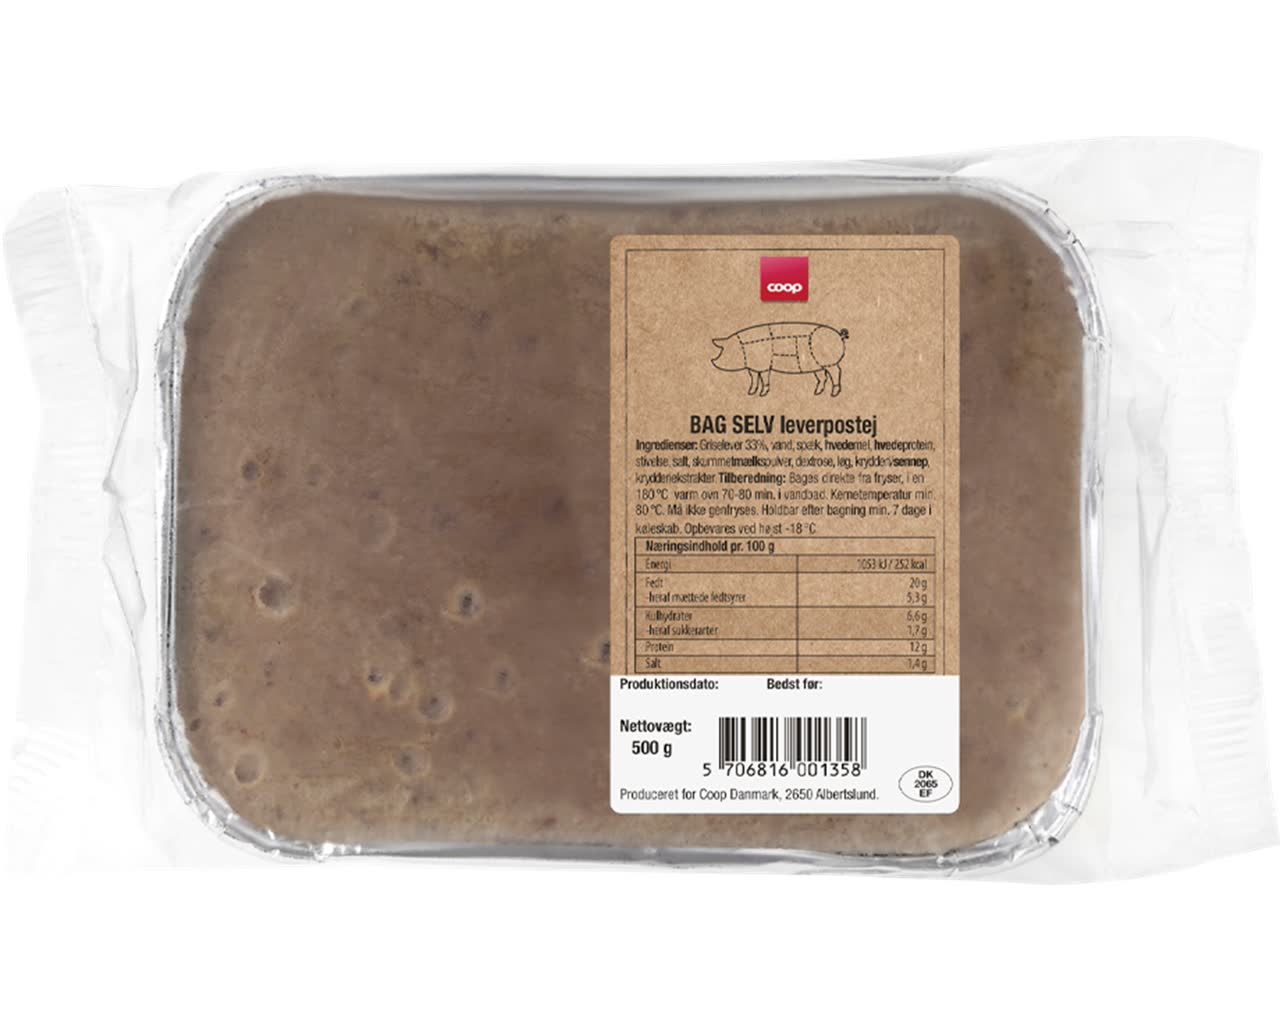 coop
BAG SELV leverpostej
Ingredienser: Griselever 33%, vand, spæk, hvedemel, hvedeprotein,
stivelse, salt, skummetmælkspulver, dextrose, løg, krydderi/sennep,
krydderiekstrakter. Tilberedning: Bages direkte fra fryser, i en
160 °C varm ovn 70-80 min. i vandbad. Kernetemperatur min.
80 °C. Må ikke genfryses. Holdbar efter bagning min. 7 dage i
køleskab. Opbevares ved højst -18 °C.
Næringsindhold pr. 100 g
Energi 1053 kJ / 252 kcal
Fedt 20 g
-heraf mættede fedtsyrer 5,3 g
Kulhydrater 6,6 g
-heraf sukkerarter 1,7 g
Protein 12 g
Salt 1,4 g
Produktionsdato: Bedst før:
Nettovægt:
500 g
5 706816 001358
DK
2065
EF
Produceret for Coop Danmark, 2650 Albertslund.